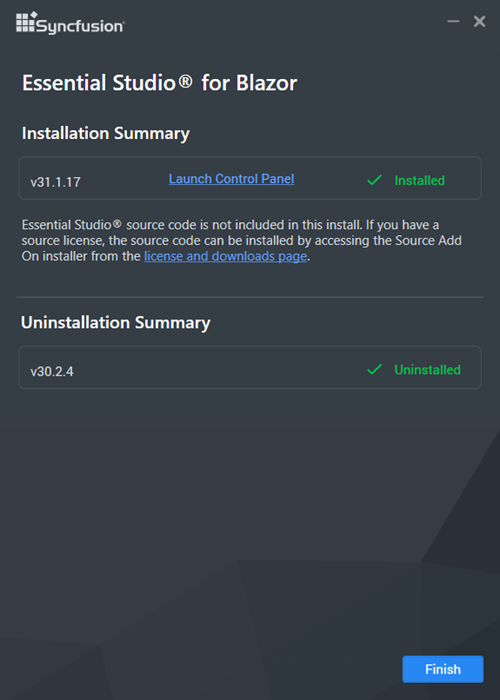 Syncfusion®
Essential Studio® for Blazor
Installation Summary
v31.1.17 Launch Control Panel Installed
Essential Studio® source code is not included in this install. If you have a
source license, the source code can be installed by accessing the Source Add
On installer from the license and downloads page.
Uninstallation Summary
v30.2.4 Uninstalled
Finish